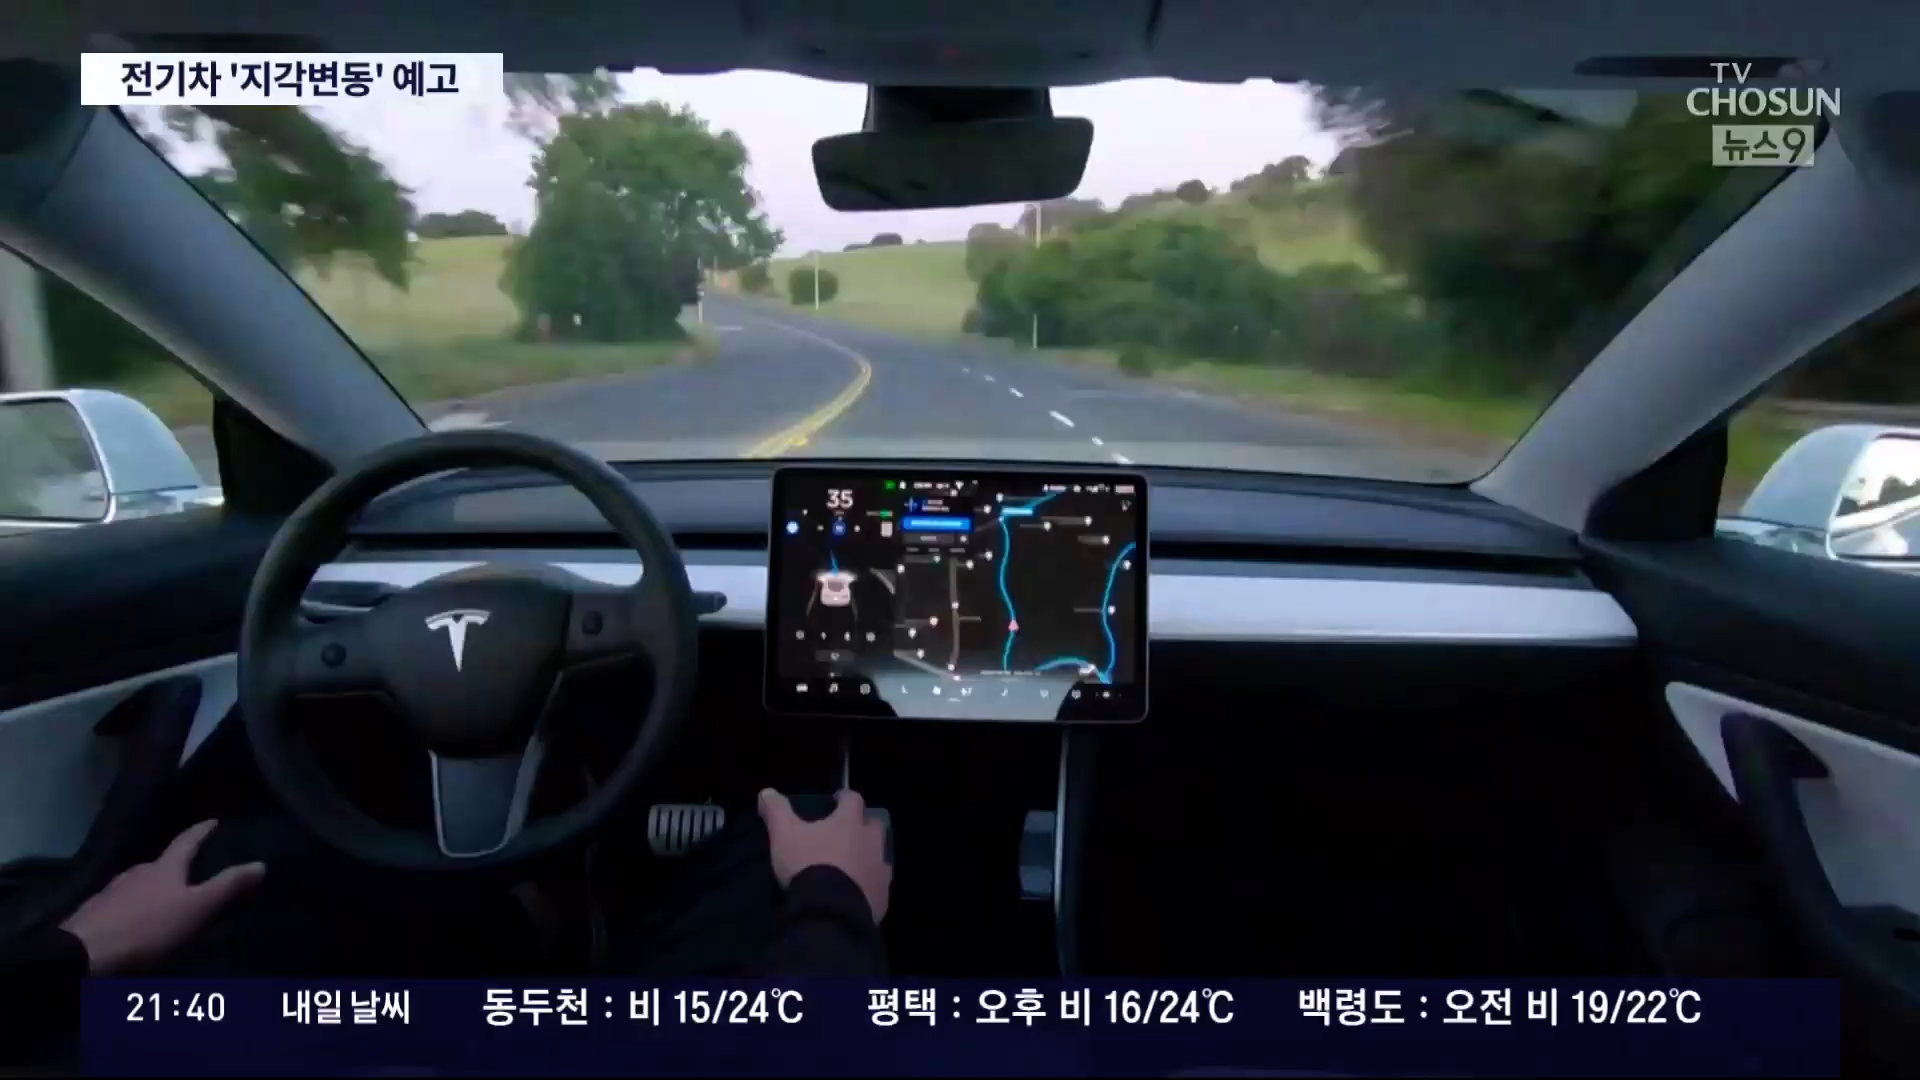 전기차 '지각변동' 예고
TV
CHOSUN
뉴스9
35
21:40 내일 날씨 동두천 : 비 15/24℃ 평택 : 오후 비 16/24℃ 백령도 : 오전 비 19/22℃